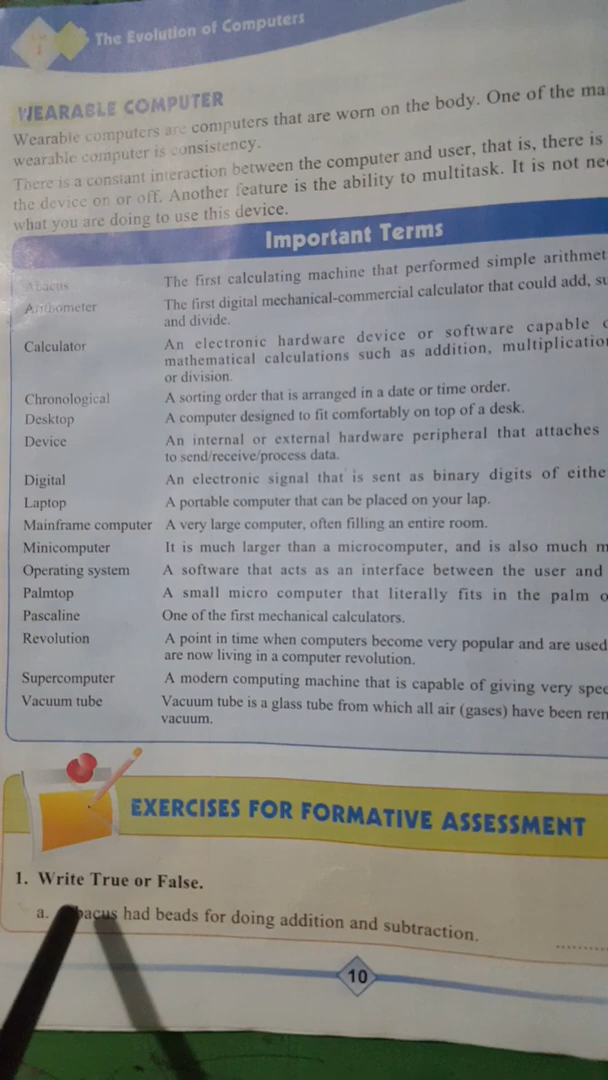 The Evolution of Computers
WEARABLE COMPUTER
Wearable computers are computers that are worn on the body. One of the
wearable computer is consistency.
There is a constant interaction between the computer and user, that is, there is
the device on or off. Another feature is the ability to multitask. It is not
what you are doing to use this device.
Important Terms
Abacus The first calculating machine that performed simple
Arithometer The first digital mechanical-commercial calculator that could add,
and divide.
Calculator An electronic hardware device or software capable
mathematical calculations such as addition,
or division.
Chronological A sorting order that is arranged in a date or time order.
Desktop A computer designed to fit comfortably on top of a desk.
Device An internal or external hardware peripheral that attaches
to send/receive/process data.
Digital An electronic signal that is sent as binary digits of
Laptop A portable computer that can be placed on your lap.
Mainframe computer A very large computer, often filling an entire room.
Minicomputer It is much larger than a microcomputer, and is also much
Operating system A software that acts as an interface between the user and
Palmtop A small micro computer that literally fits in the palm
Pascaline One of the first mechanical calculators.
Revolution A point in time when computers become very popular and are used
are now living in a computer revolution.
Supercomputer A modern computing machine that is capable of giving very
Vacuum tube Vacuum tube is a glass tube from which all air (gases) have been
vacuum.
EXERCISES FOR FORMATIVE ASSESSMENT
1. Write True or False.
a. Abacus had beads for doing addition and subtraction. ..........
10